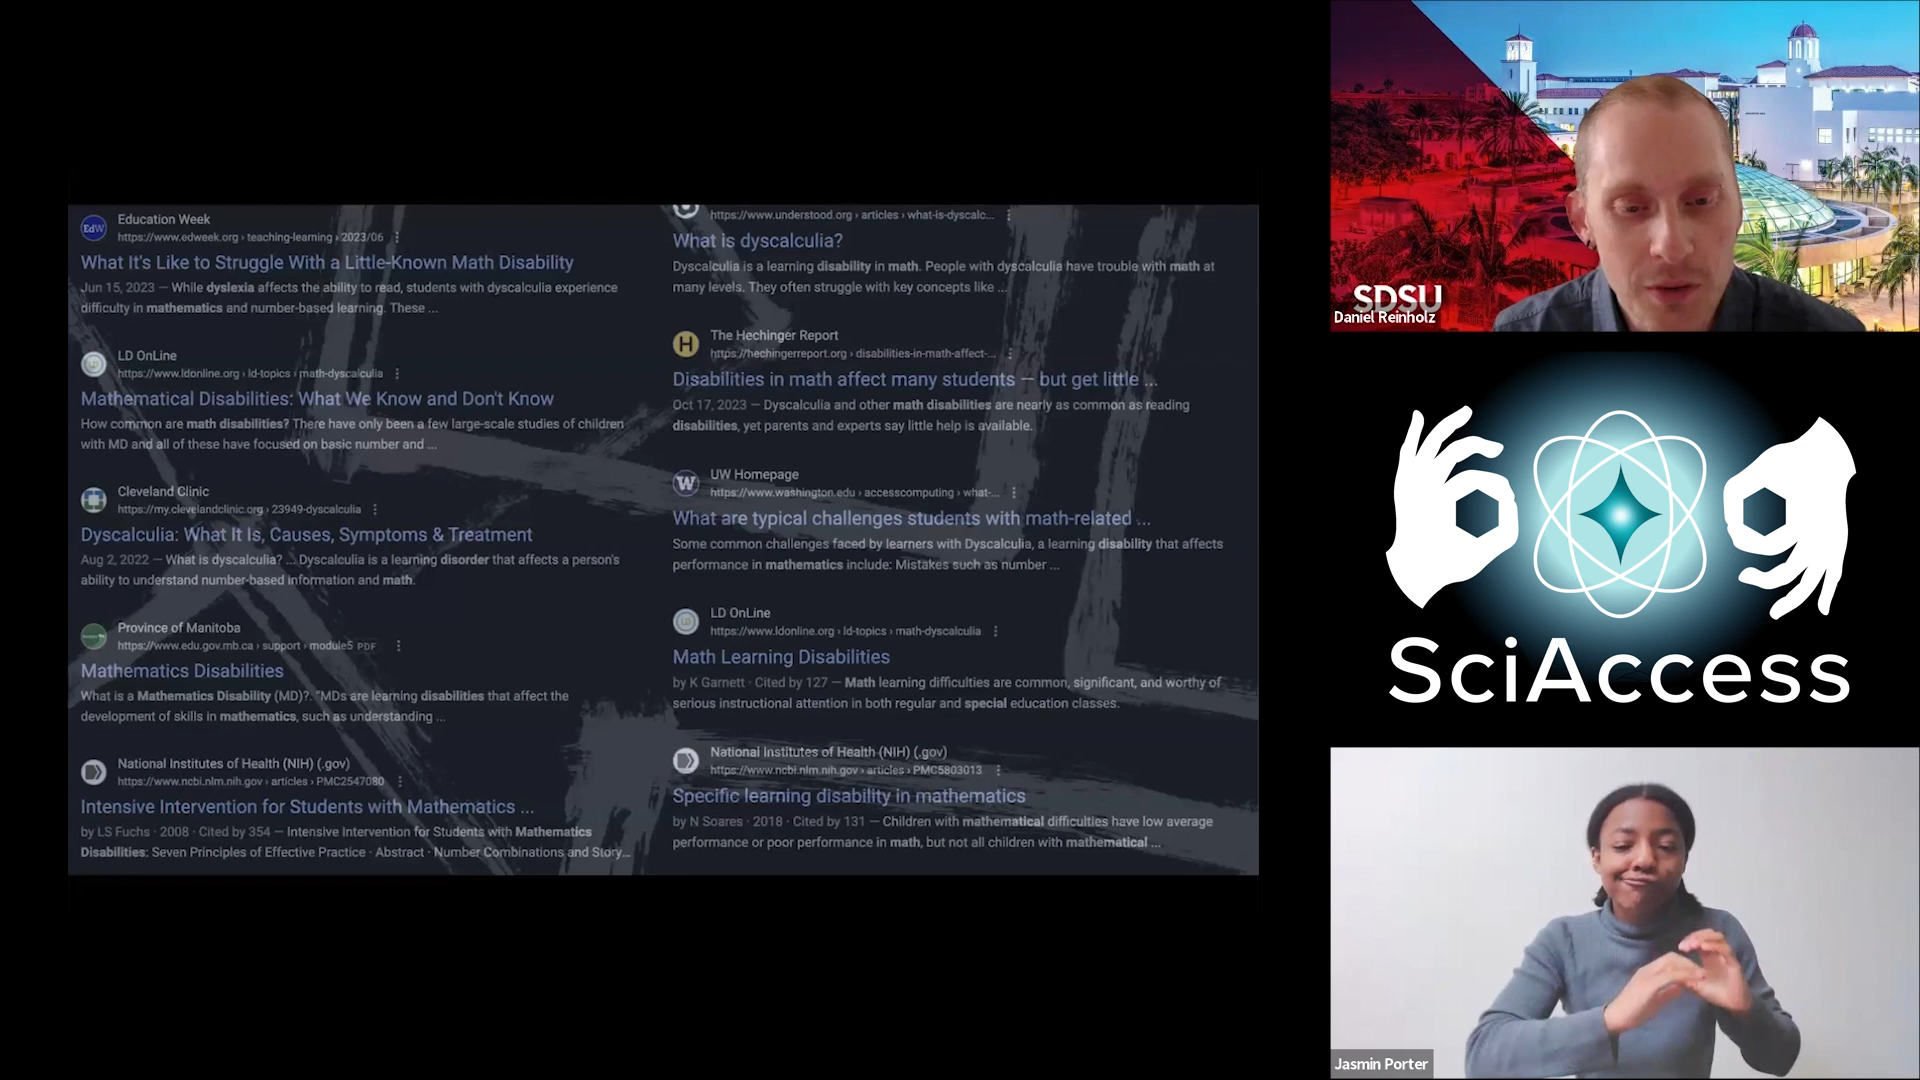 Education Week
https://www.edweek.org › teaching-learning › 2023/06
What It's Like to Struggle With a Little-Known Math Disability
Jun 15, 2023 — While dyslexia affects the ability to read, students with dyscalculia experience
difficulty in mathematics and number-based learning. These ...
LD OnLine
https://www.ldonline.org › ld-topics › math-dyscalculia
Mathematical Disabilities: What We Know and Don't Know
How common are math disabilities? There have only been a few large-scale studies of children
with MD and all of these have focused on basic number and ...
Cleveland Clinic
https://my.clevelandclinic.org › 23949-dyscalculia
Dyscalculia: What It Is, Causes, Symptoms & Treatment
Aug 2, 2022 — What is dyscalculia? ... Dyscalculia is a learning disorder that affects a person's
ability to understand number-based information and math.
Province of Manitoba
https://www.edu.gov.mb.ca › support › module5 PDF
Mathematics Disabilities
What is a Mathematics Disability (MD)?. "MDs are learning disabilities that affect the
development of skills in mathematics, such as understanding ...
National Institutes of Health (NIH) (.gov)
https://www.ncbi.nlm.nih.gov › articles › PMC2547080
Intensive Intervention for Students with Mathematics ...
by LS Fuchs · 2008 · Cited by 354 — Intensive Intervention for Students with Mathematics
Disabilities: Seven Principles of Effective Practice · Abstract · Number Combinations and Story...
https://www.understood.org › articles › what-is-dyscalc...
What is dyscalculia?
Dyscalculia is a learning disability in math. People with dyscalculia have trouble with math at
many levels. They often struggle with key concepts like ...
The Hechinger Report
https://hechingerreport.org › disabilities-in-math-affect-...
Disabilities in math affect many students — but get little ...
Oct 17, 2023 — Dyscalculia and other math disabilities are nearly as common as reading
disabilities, yet parents and experts say little help is available.
UW Homepage
https://www.washington.edu › accesscomputing › what-...
What are typical challenges students with math-related ...
Some common challenges faced by learners with Dyscalculia, a learning disability that affects
performance in mathematics include: Mistakes such as number ...
LD OnLine
https://www.ldonline.org › ld-topics › math-dyscalculia
Math Learning Disabilities
by K Garnett · Cited by 127 — Math learning difficulties are common, significant, and worthy of
serious instructional attention in both regular and special education classes.
National Institutes of Health (NIH) (.gov)
https://www.ncbi.nlm.nih.gov › articles › PMC5803013
Specific learning disability in mathematics
by N Soares · 2018 · Cited by 131 — Children with mathematical difficulties have low average
performance or poor performance in math, but not all children with mathematical ...
EdW
LD
H
W
LD
SDSU
Daniel Reinholz
SciAccess
Jasmin Porter